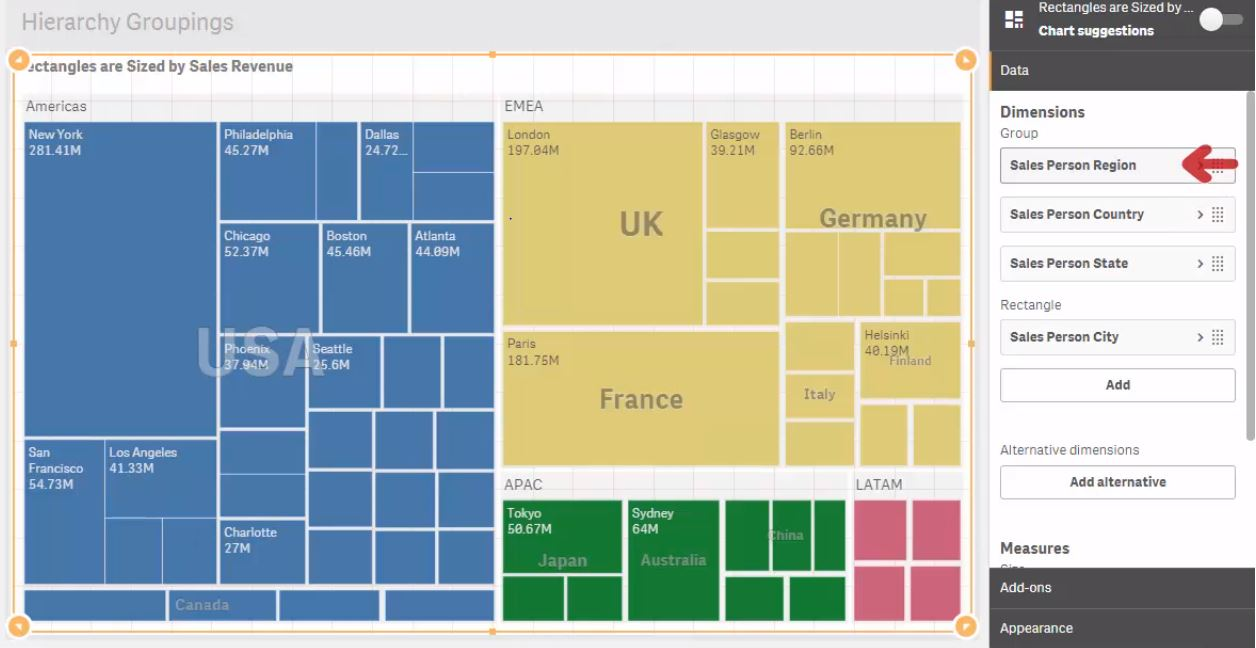 Hierarchy Groupings
ectangles are Sized by Sales Revenue
Americas
New York
281.41M
Philadelphia
45.27M
Dallas
24.72...
Chicago
52.37M
Boston
45.46M
Atlanta
44.09M
USA
Phoenix
37.94M
Seattle
25.6M
San
Francisco
54.73M
Los Angeles
41.33M
Charlotte
27M
Canada
EMEA
London
197.04M
UK
Glasgow
39.21M
Berlin
92.66M
Germany
Paris
181.75M
France
Italy
Helsinki
40.19M
Finland
APAC
Tokyo
50.67M
Japan
Sydney
64M
Australia
China
LATAM
Rectangles are Sized by ...
Chart suggestions
Data
Dimensions
Group
Sales Person Region
Sales Person Country
Sales Person State
Rectangle
Sales Person City
Add
Alternative dimensions
Add alternative
Measures
Add-ons
Appearance